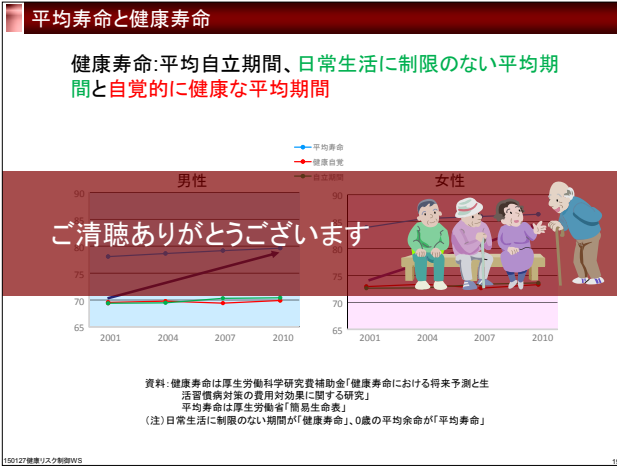 平均寿命と健康寿命
健康寿命:平均自立期間、日常生活に制限のない平均期
間と自覚的に健康な平均期間
平均寿命
健康自覚
自立期間
男性
女性
90
80
75
70
65
2001
2004
2007
2010
90
80
75
70
65
2001
2004
2007
2010
ご清聴ありがとうございます
資料：健康寿命は厚生労働科学研究費補助金「健康寿命における将来予測と生
活習慣病対策の費用対効果に関する研究」
平均寿命は厚生労働省「簡易生命表」
（注）日常生活に制限のない期間が「健康寿命」、0歳の平均余命が「平均寿命」
150127健康リスク制御WS